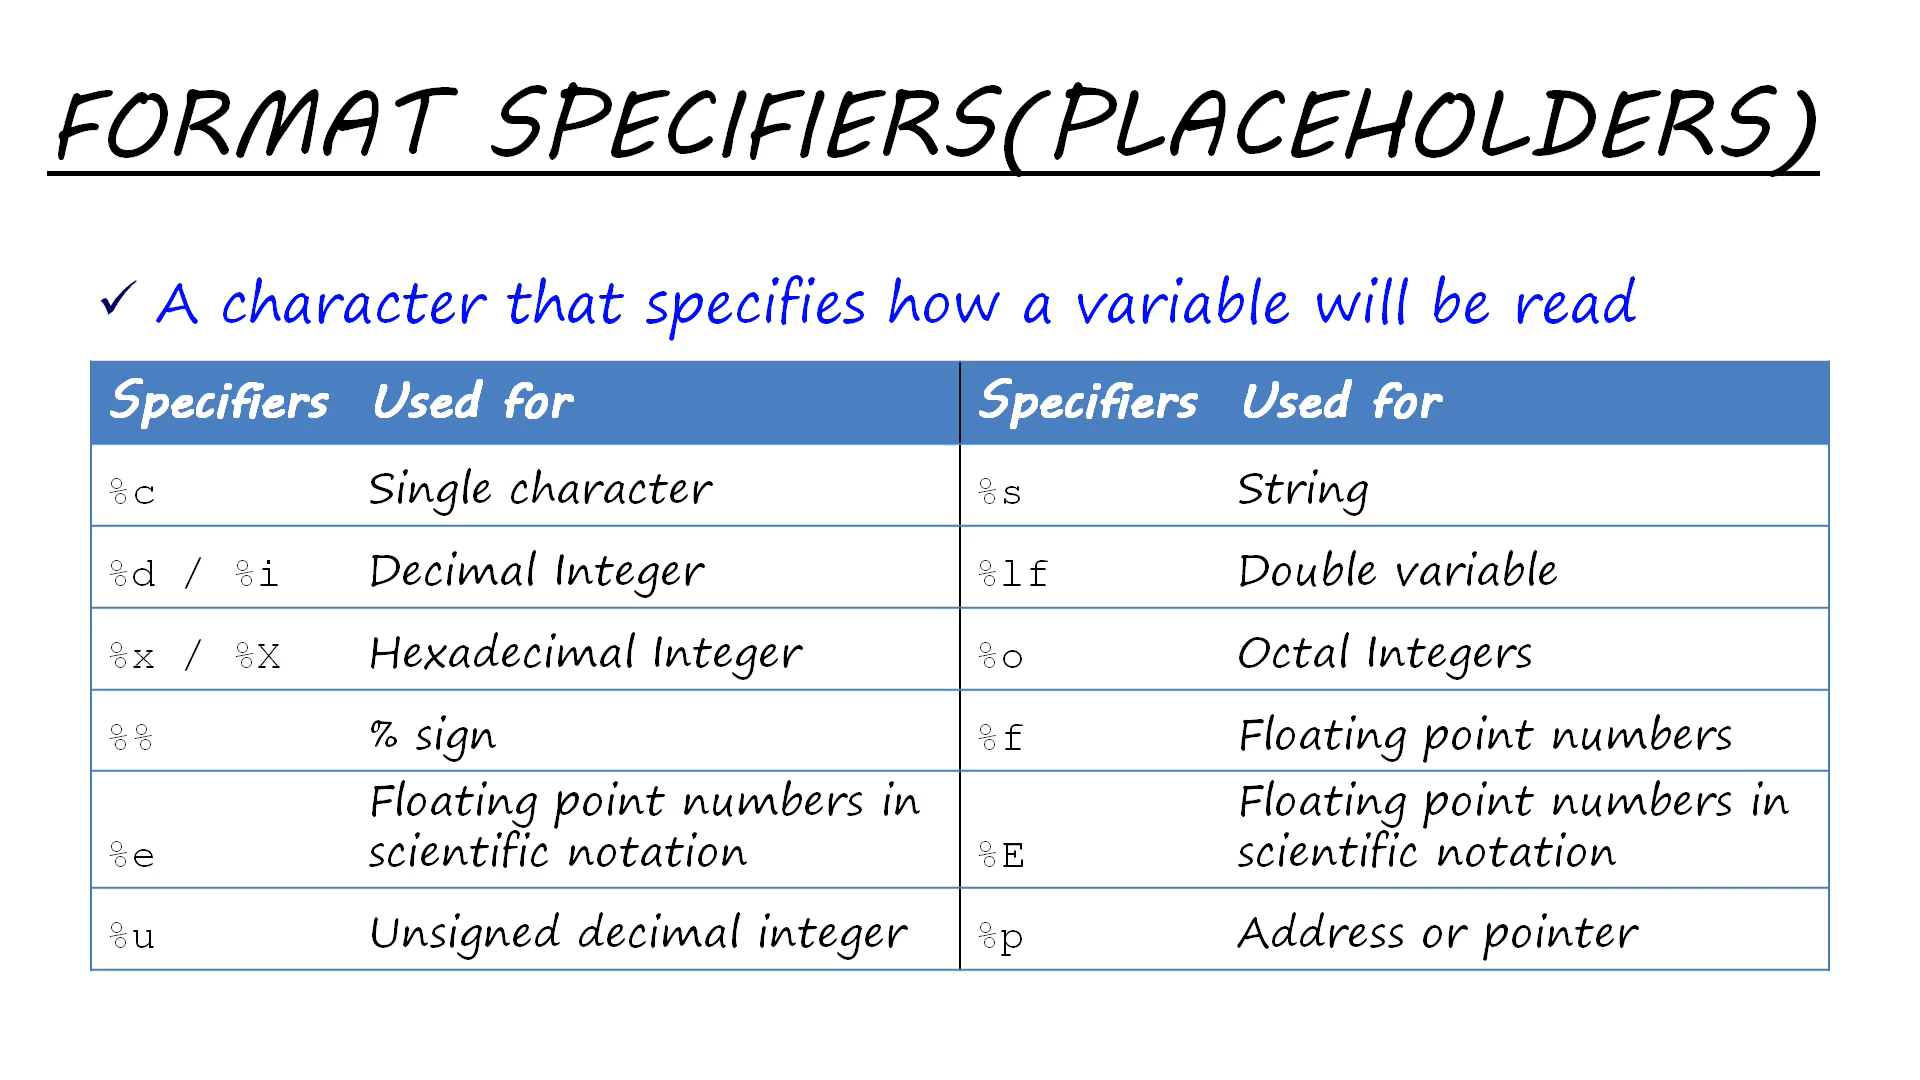 FORMAT SPECIFIERS(PLACEHOLDERS)
✓ A character that specifies how a variable will be read
Specifiers Used for Specifiers Used for
%c Single character %s String
%d / %i Decimal Integer %lf Double variable
%x / %X Hexadecimal Integer %o Octal Integers
%% % sign %f Floating point numbers
%e Floating point numbers in
scientific notation
%E Floating point numbers in
scientific notation
%u Unsigned decimal integer %p Address or pointer